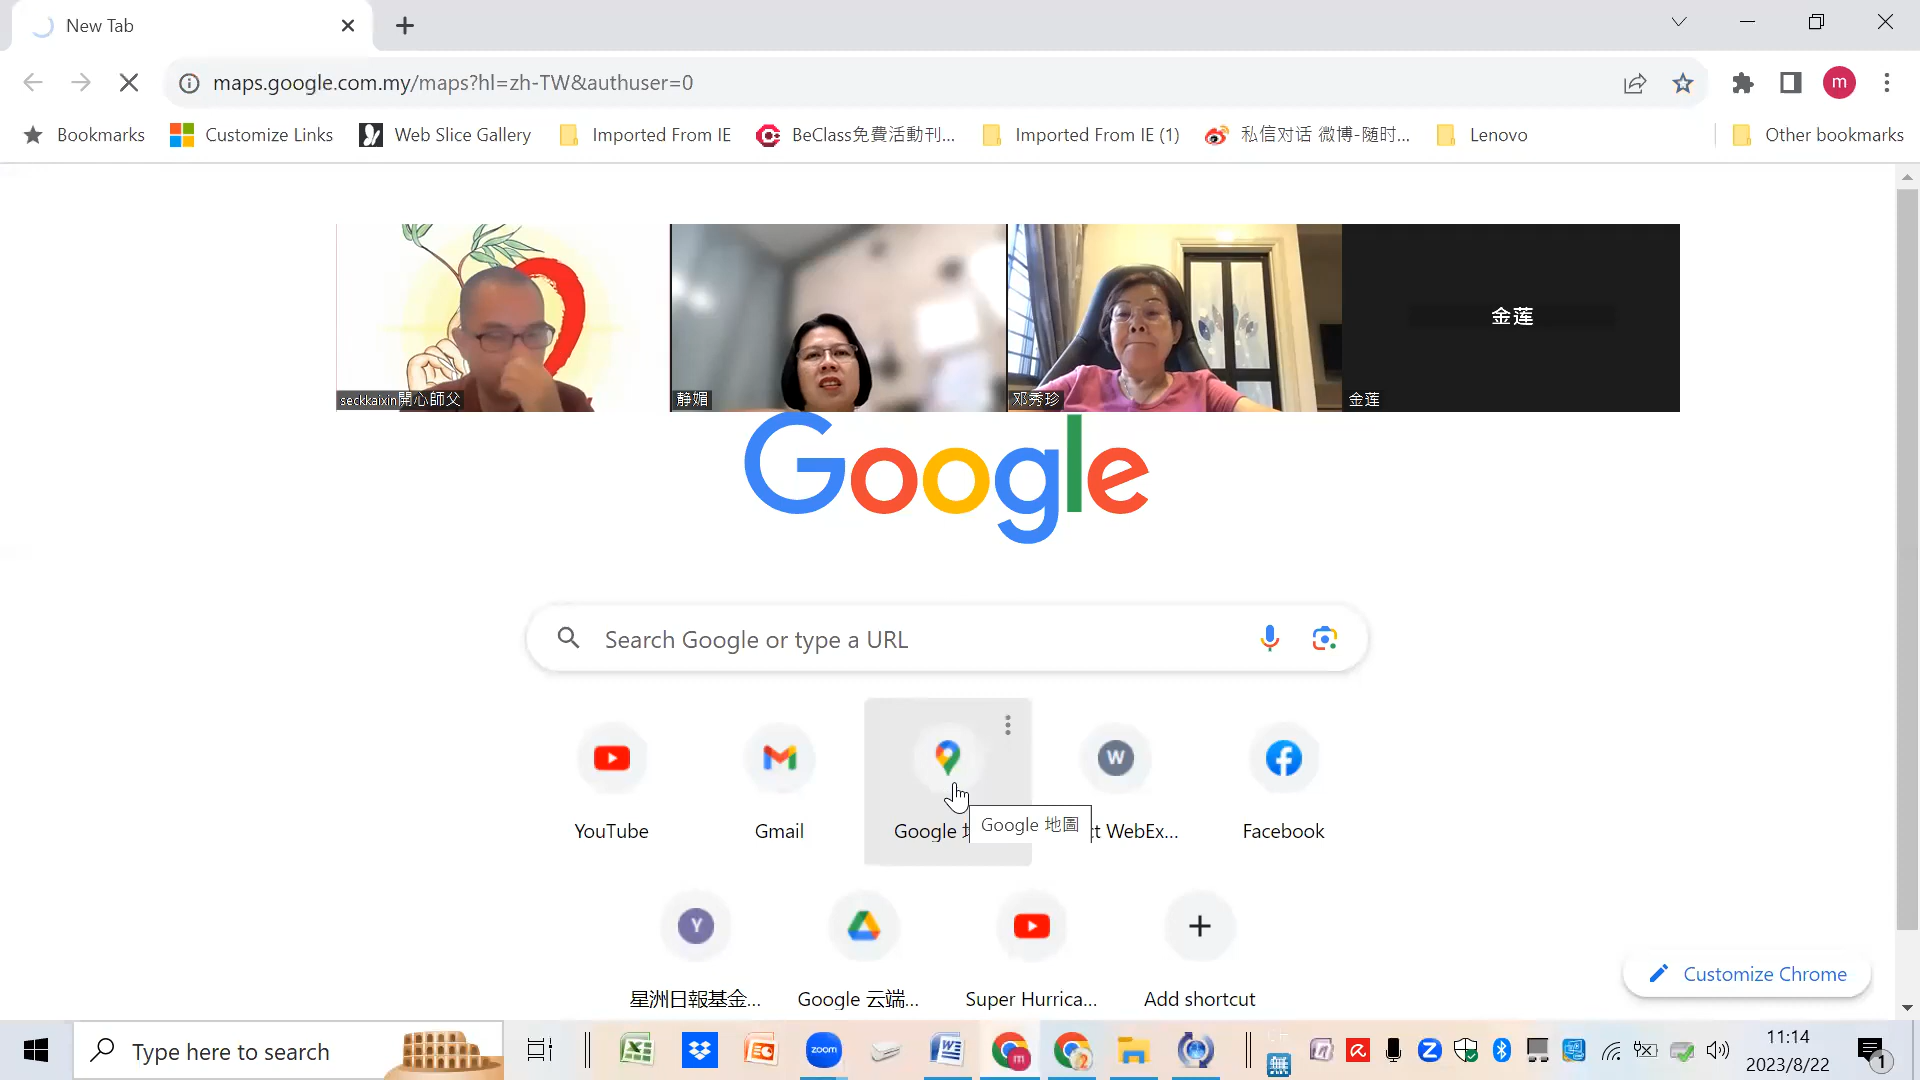 New Tab
maps.google.com.my/maps?hl=zh-TW&authuser=0
m
Bookmarks
Customize Links
Web Slice Gallery
Imported From IE
BeClass免費活動刊...
Imported From IE (1)
私信对话 微博-随时...
Lenovo
Other bookmarks
seckkaixin開心師父
静媚
邓秀珍
金莲
金莲
Google
Search Google or type a URL
W
YouTube
Gmail
Google
Google 地圖
ct WebEx...
Facebook
Y
星洲日報基金...
Google 云端...
Super Hurrica...
Add shortcut
Customize Chrome
Type here to search
zoom
11:14
2023/8/22
1